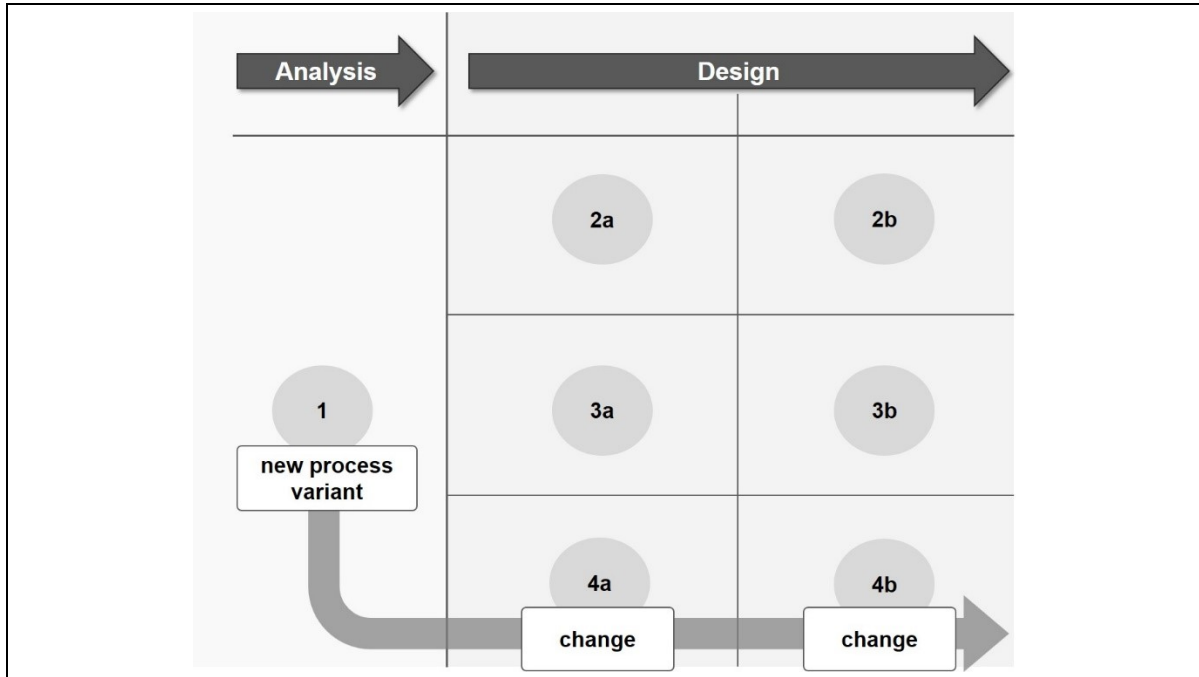 Analysis
Design
2a
2b
1
3a
3b
new process
variant
4a
4b
change
change